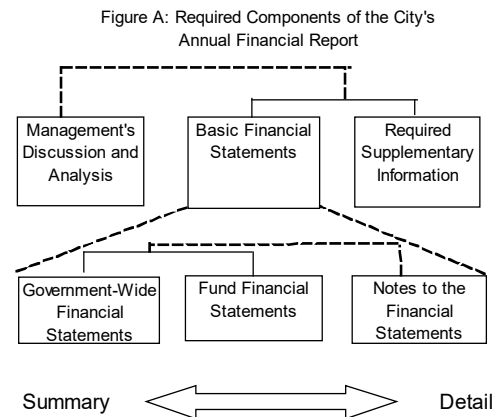 Figure A: Required Components of the City's
Annual Financial Report
Management's
Discussion and
Analysis
Basic Financial
Statements
Required
Supplementary
Information
Government-Wide
Financial
Statements
Fund Financial
Statements
Notes to the
Financial
Statements
Summary
Detail